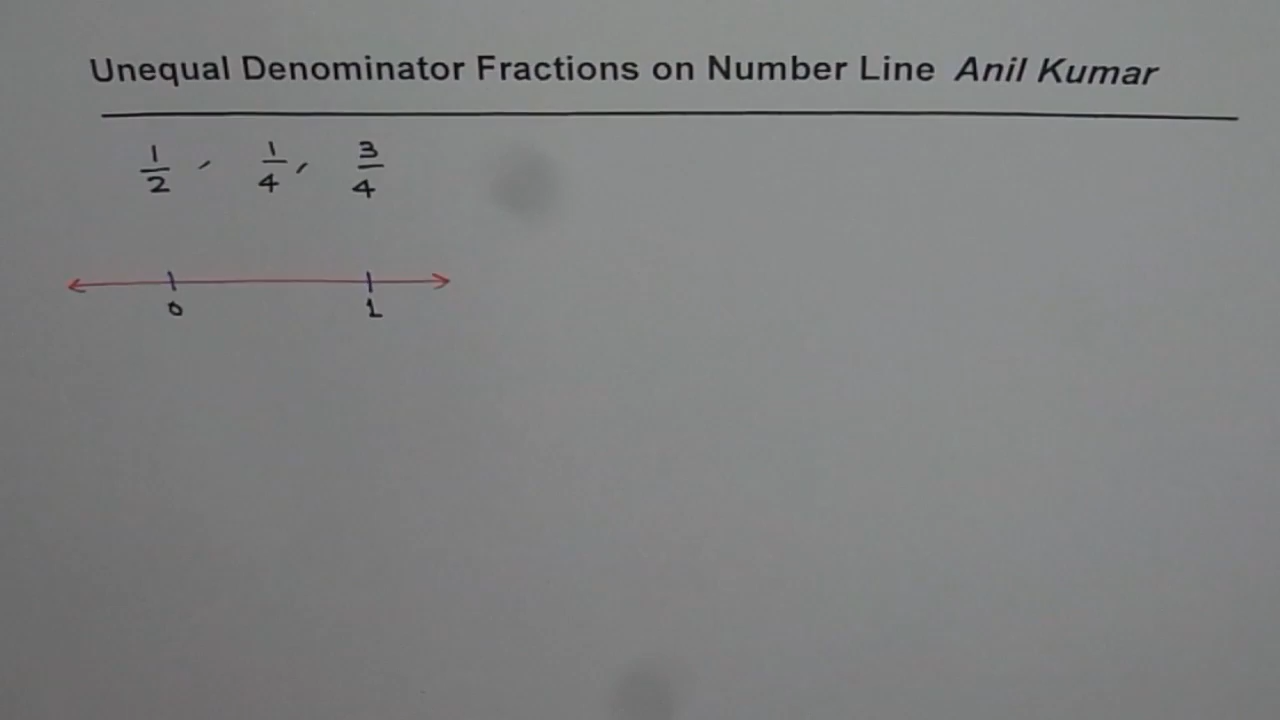 Unequal Denominator Fractions on Number Line Anil Kumar
1/2 , 1/4, 3/4
0 1